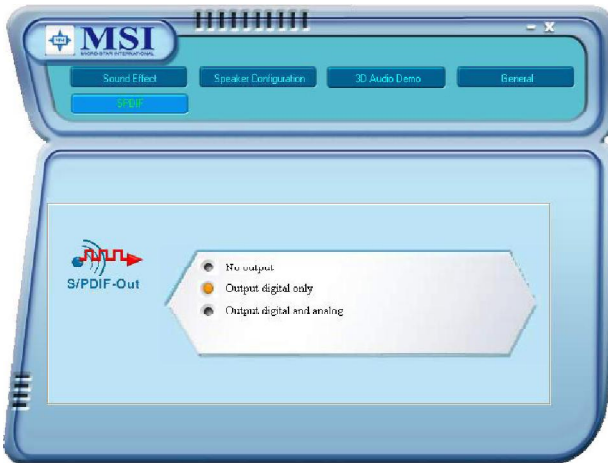 MSI
MICRO-STAR INTERNATIONAL
Sound Effect
Speaker Configuration
3D Audio Demo
General
SPDIF
S/PDIF-Out
No output
Output digital only
Output digital and analog